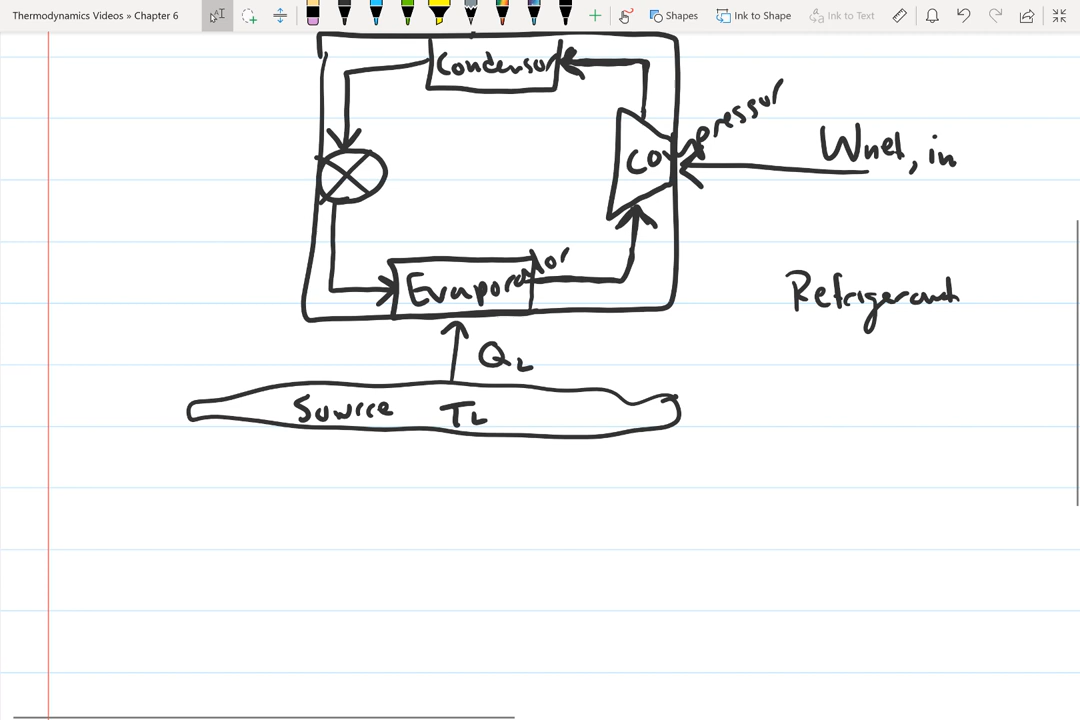 Thermodynamics Videos » Chapter 6
Shapes
Ink to Shape
Ink to Text
Condensor
Compressor
Wnet, in
Evaporator
Refrigerant
QL
Source TL